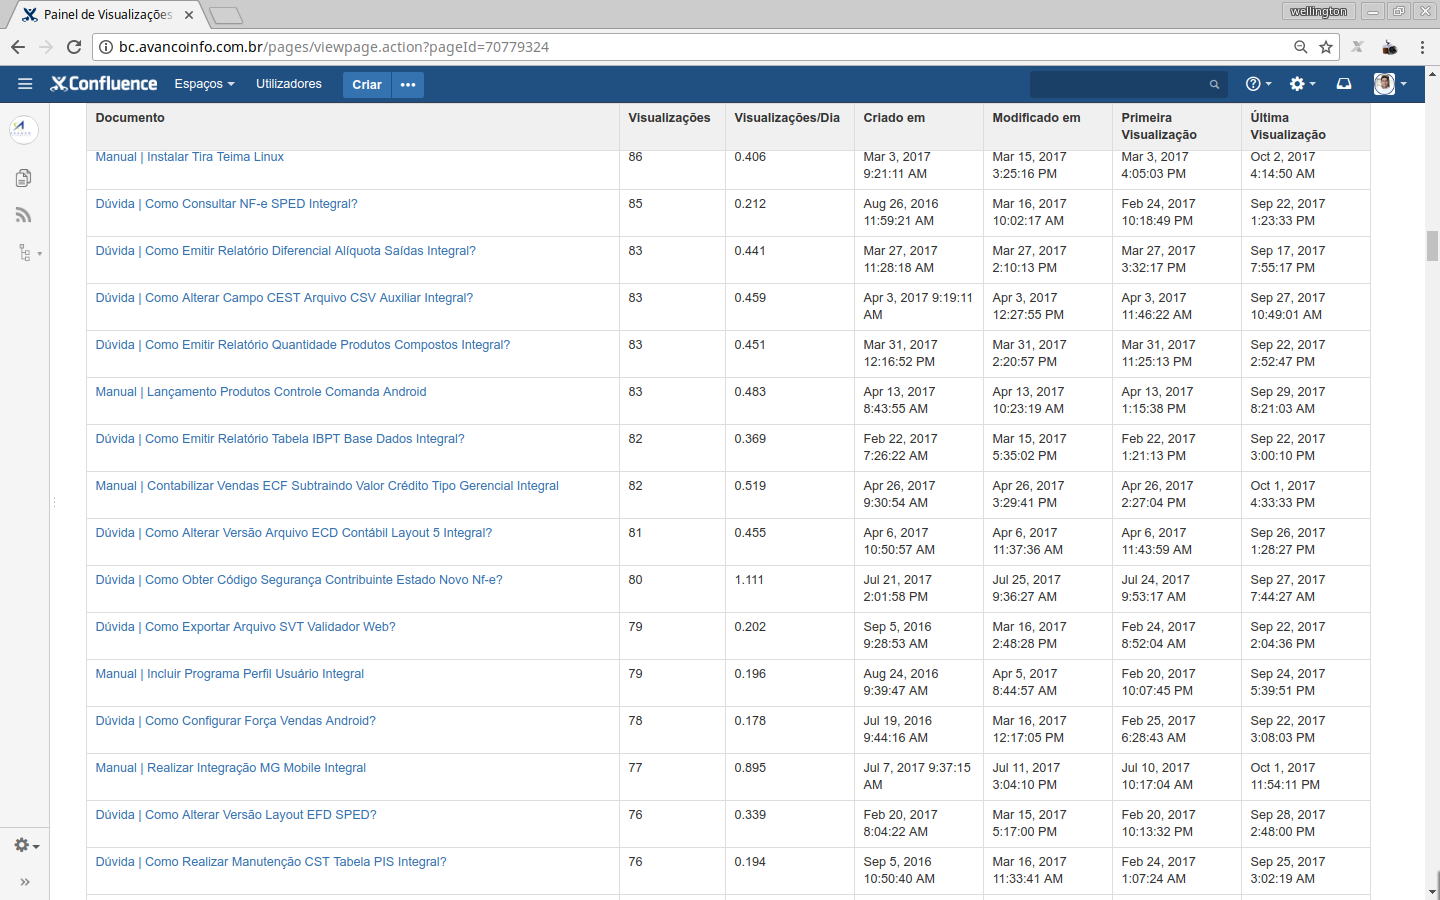 Painel de Visualizações
wellington
bc.avancoinfo.com.br/pages/viewpage.action?pageId=70779324
Confluence Espaços Utilizadores Criar
Documento Visualizações Visualizações/Dia Criado em Modificado em Primeira Última
Visualização Visualização
Manual | Instalar Tira Teima Linux 86 0.406 Mar 3, 2017 Mar 15, 2017 Mar 3, 2017 Oct 2, 2017
9:21:11 AM 3:25:16 PM 4:05:03 PM 4:14:50 AM
Dúvida | Como Consultar NF-e SPED Integral? 85 0.212 Aug 26, 2016 Mar 16, 2017 Feb 24, 2017 Sep 22, 2017
11:59:21 AM 10:02:17 AM 10:18:49 PM 1:23:33 PM
Dúvida | Como Emitir Relatório Diferencial Alíquota Saídas Integral? 83 0.441 Mar 27, 2017 Mar 27, 2017 Mar 27, 2017 Sep 17, 2017
11:28:18 AM 2:10:13 PM 3:32:17 PM 7:55:17 PM
Dúvida | Como Alterar Campo CEST Arquivo CSV Auxiliar Integral? 83 0.459 Apr 3, 2017 9:19:11 Apr 3, 2017 Apr 3, 2017 Sep 27, 2017
AM 12:27:55 PM 11:46:22 AM 10:49:01 AM
Dúvida | Como Emitir Relatório Quantidade Produtos Compostos Integral? 83 0.451 Mar 31, 2017 Mar 31, 2017 Mar 31, 2017 Sep 22, 2017
12:16:52 PM 2:20:57 PM 11:25:13 PM 2:52:47 PM
Manual | Lançamento Produtos Controle Comanda Android 83 0.483 Apr 13, 2017 Apr 13, 2017 Apr 13, 2017 Sep 29, 2017
8:43:55 AM 10:23:19 AM 1:15:38 PM 8:21:03 AM
Dúvida | Como Emitir Relatório Tabela IBPT Base Dados Integral? 82 0.369 Feb 22, 2017 Mar 15, 2017 Feb 22, 2017 Sep 22, 2017
7:26:22 AM 5:35:02 PM 1:21:13 PM 3:00:10 PM
Manual | Contabilizar Vendas ECF Subtraindo Valor Crédito Tipo Gerencial Integral 82 0.519 Apr 26, 2017 Apr 26, 2017 Apr 26, 2017 Oct 1, 2017
9:30:54 AM 3:29:41 PM 2:27:04 PM 4:33:33 PM
Dúvida | Como Alterar Versão Arquivo ECD Contábil Layout 5 Integral? 81 0.455 Apr 6, 2017 Apr 6, 2017 Apr 6, 2017 Sep 26, 2017
10:50:57 AM 11:37:36 AM 11:43:59 AM 1:28:27 PM
Dúvida | Como Obter Código Segurança Contribuinte Estado Novo Nf-e? 80 1.111 Jul 21, 2017 Jul 25, 2017 Jul 24, 2017 Sep 27, 2017
2:01:58 PM 9:36:27 AM 9:53:17 AM 7:44:27 AM
Dúvida | Como Exportar Arquivo SVT Validador Web? 79 0.202 Sep 5, 2016 Mar 16, 2017 Feb 24, 2017 Sep 22, 2017
9:28:53 AM 2:48:28 PM 8:52:04 AM 2:04:36 PM
Manual | Incluir Programa Perfil Usuário Integral 79 0.196 Aug 24, 2016 Apr 5, 2017 Feb 20, 2017 Sep 24, 2017
9:39:47 AM 8:44:57 AM 10:07:45 PM 5:39:51 PM
Dúvida | Como Configurar Força Vendas Android? 78 0.178 Jul 19, 2016 Mar 16, 2017 Feb 25, 2017 Sep 22, 2017
9:44:16 AM 12:17:05 PM 6:28:43 AM 3:08:03 PM
Manual | Realizar Integração MG Mobile Integral 77 0.895 Jul 7, 2017 9:37:15 Jul 11, 2017 Jul 10, 2017 Oct 1, 2017
AM 3:04:10 PM 10:17:04 AM 11:54:11 PM
Dúvida | Como Alterar Versão Layout EFD SPED? 76 0.339 Feb 20, 2017 Mar 15, 2017 Feb 20, 2017 Sep 28, 2017
8:04:22 AM 5:17:00 PM 10:13:32 PM 2:48:00 PM
Dúvida | Como Realizar Manutenção CST Tabela PIS Integral? 76 0.194 Sep 5, 2016 Mar 16, 2017 Feb 24, 2017 Sep 25, 2017
10:50:40 AM 11:33:41 AM 1:07:24 AM 3:02:19 AM